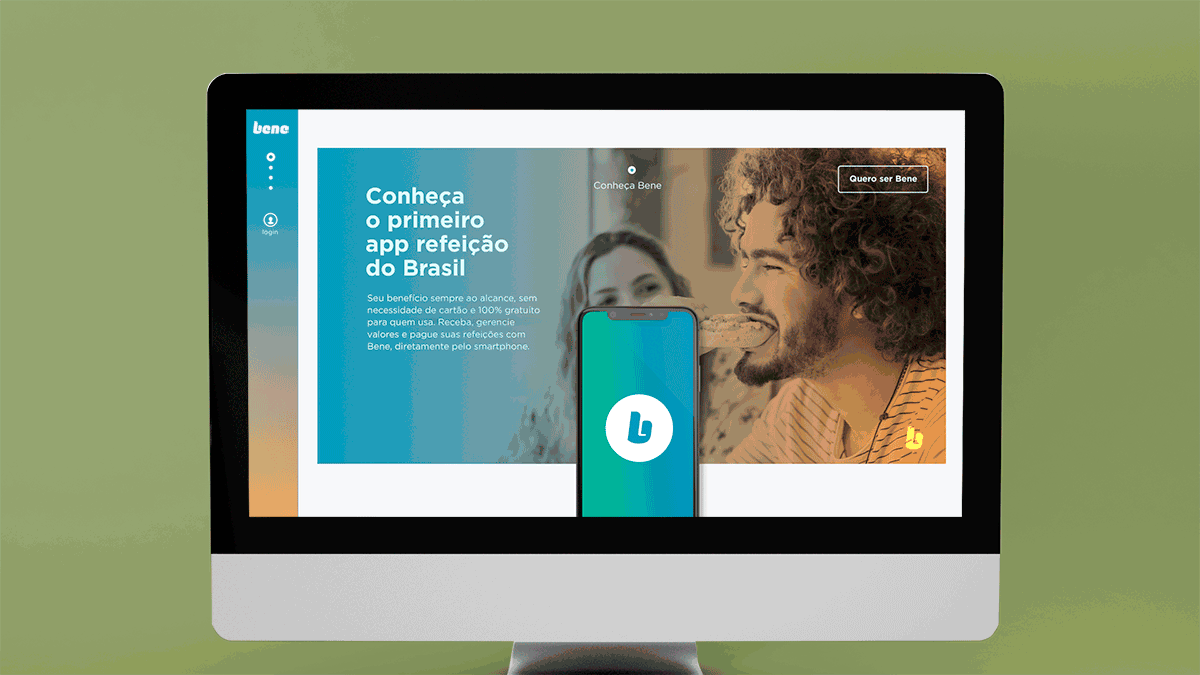 bene
login
Conheça Bene
Quero ser Bene
Conheça
o primeiro
app refeição
do Brasil
Seu benefício sempre ao alcance, sem
necessidade de cartão e 100% gratuito
para quem usa. Receba, gerencie
valores e pague suas refeições com
Bene, diretamente pelo smartphone.
b
b